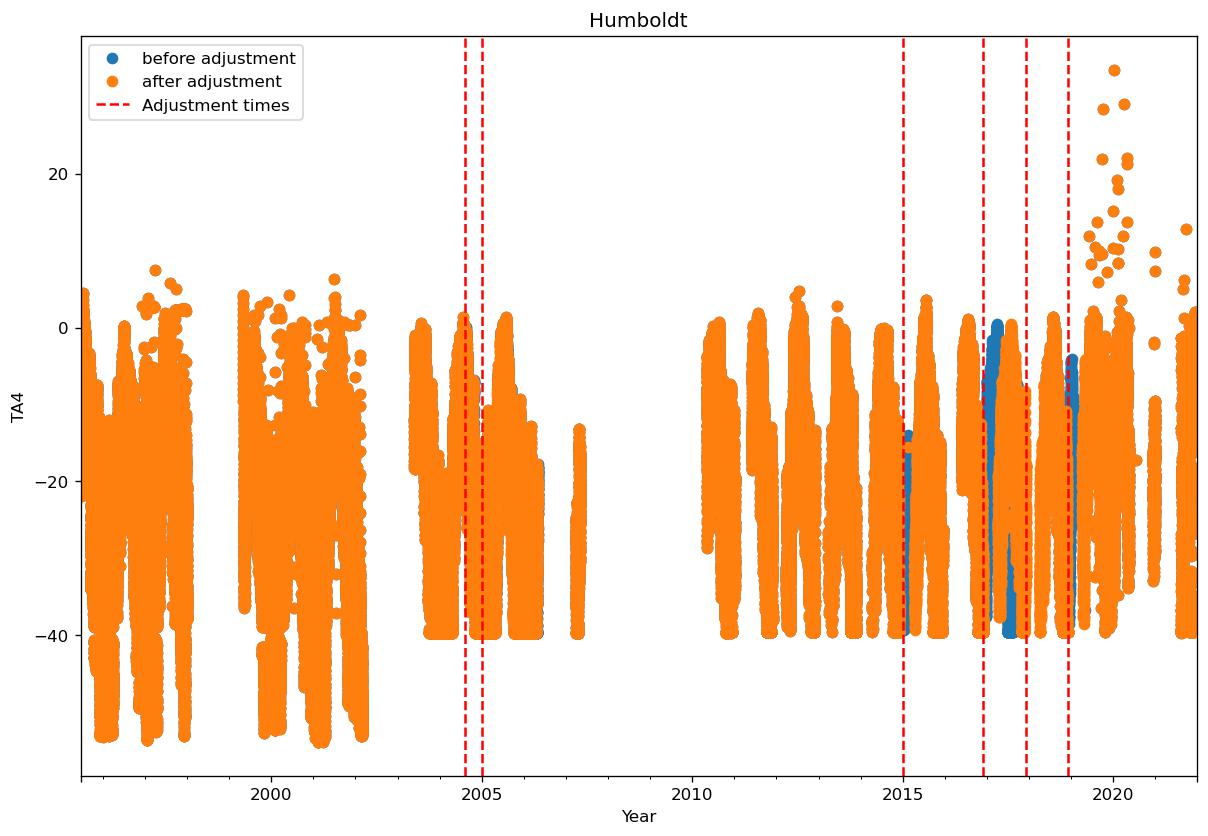 Humboldt
before adjustment
after adjustment
Adjustment times
20
0
−20
−40
TA4
2000
2005
2010
2015
2020
Year